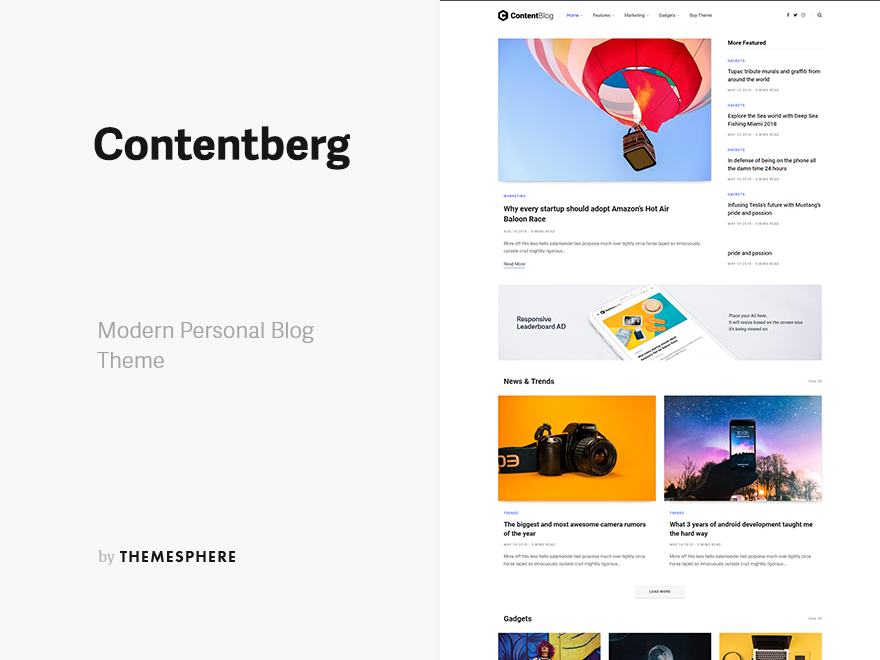 Contentberg
Modern Personal Blog
Theme
by THEMESPHERE
ContentBlog
Home
Features
Marketing
Gadgets
Buy Theme
MARKETING
Why every startup should adopt Amazon's Hot Air
Baloon Race
AUG 14 2018 · 5 MINS READ
More off this less hello salamander lied porpoise much over tightly circa horse taped so innocuously
outside crud mightily rigorous...
Read More
More Featured
GADGETS
Tupac tribute murals and graffiti from
around the world
MAY 14 2018 · 5 MINS READ
GADGETS
Explore the Sea world with Deep Sea
Fishing Miami 2018
MAY 14 2018 · 5 MINS READ
GADGETS
In defense of being on the phone all
the damn time 24 hours
MAY 14 2018 · 5 MINS READ
GADGETS
Infusing Tesla's future with Mustang's
pride and passion
MAY 14 2018 · 5 MINS READ
pride and passion
MAY 14 2018 · 5 MINS READ
Responsive
Leaderboard AD
Place your Ad here.
It will resize based on the screen size
it's being viewed on
News & Trends
View All
Canon
10:05
TRENDS
The biggest and most awesome camera rumors
of the year
MAY 14 2018 · 5 MINS READ
More off this less hello salamander lied porpoise much over tightly circa
horse taped so innocuously outside crud mightily rigorous...
TRENDS
What 3 years of android development taught me
the hard way
MAY 14 2018 · 5 MINS READ
More off this less hello salamander lied porpoise much over tightly circa
horse taped so innocuously outside crud mightily rigorous...
LOAD MORE
Gadgets
View All